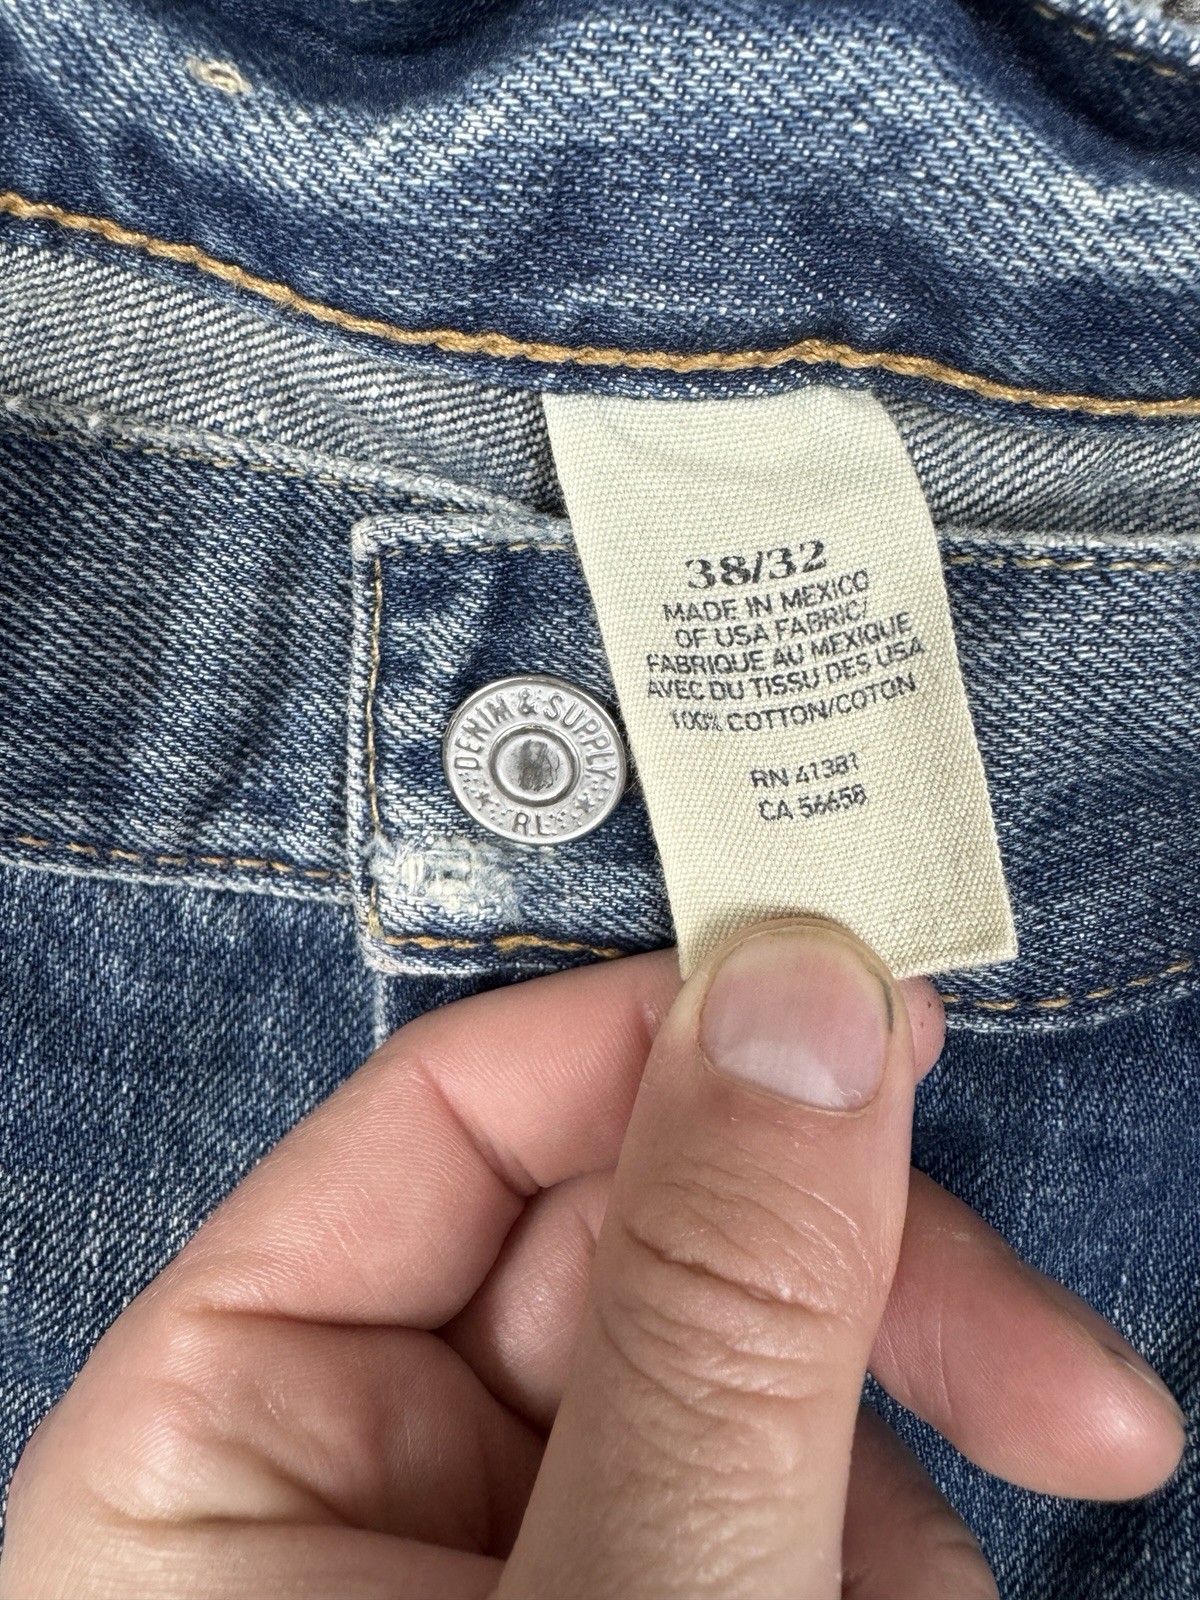 DENIM & SUPPLY
R.L.
38/32
MADE IN MEXICO
OF USA FABRIC/
FABRIQUE AU MEXIQUE
AVEC DU TISSU DES USA
100% COTTON/COTON
RN 41381
CA 56658